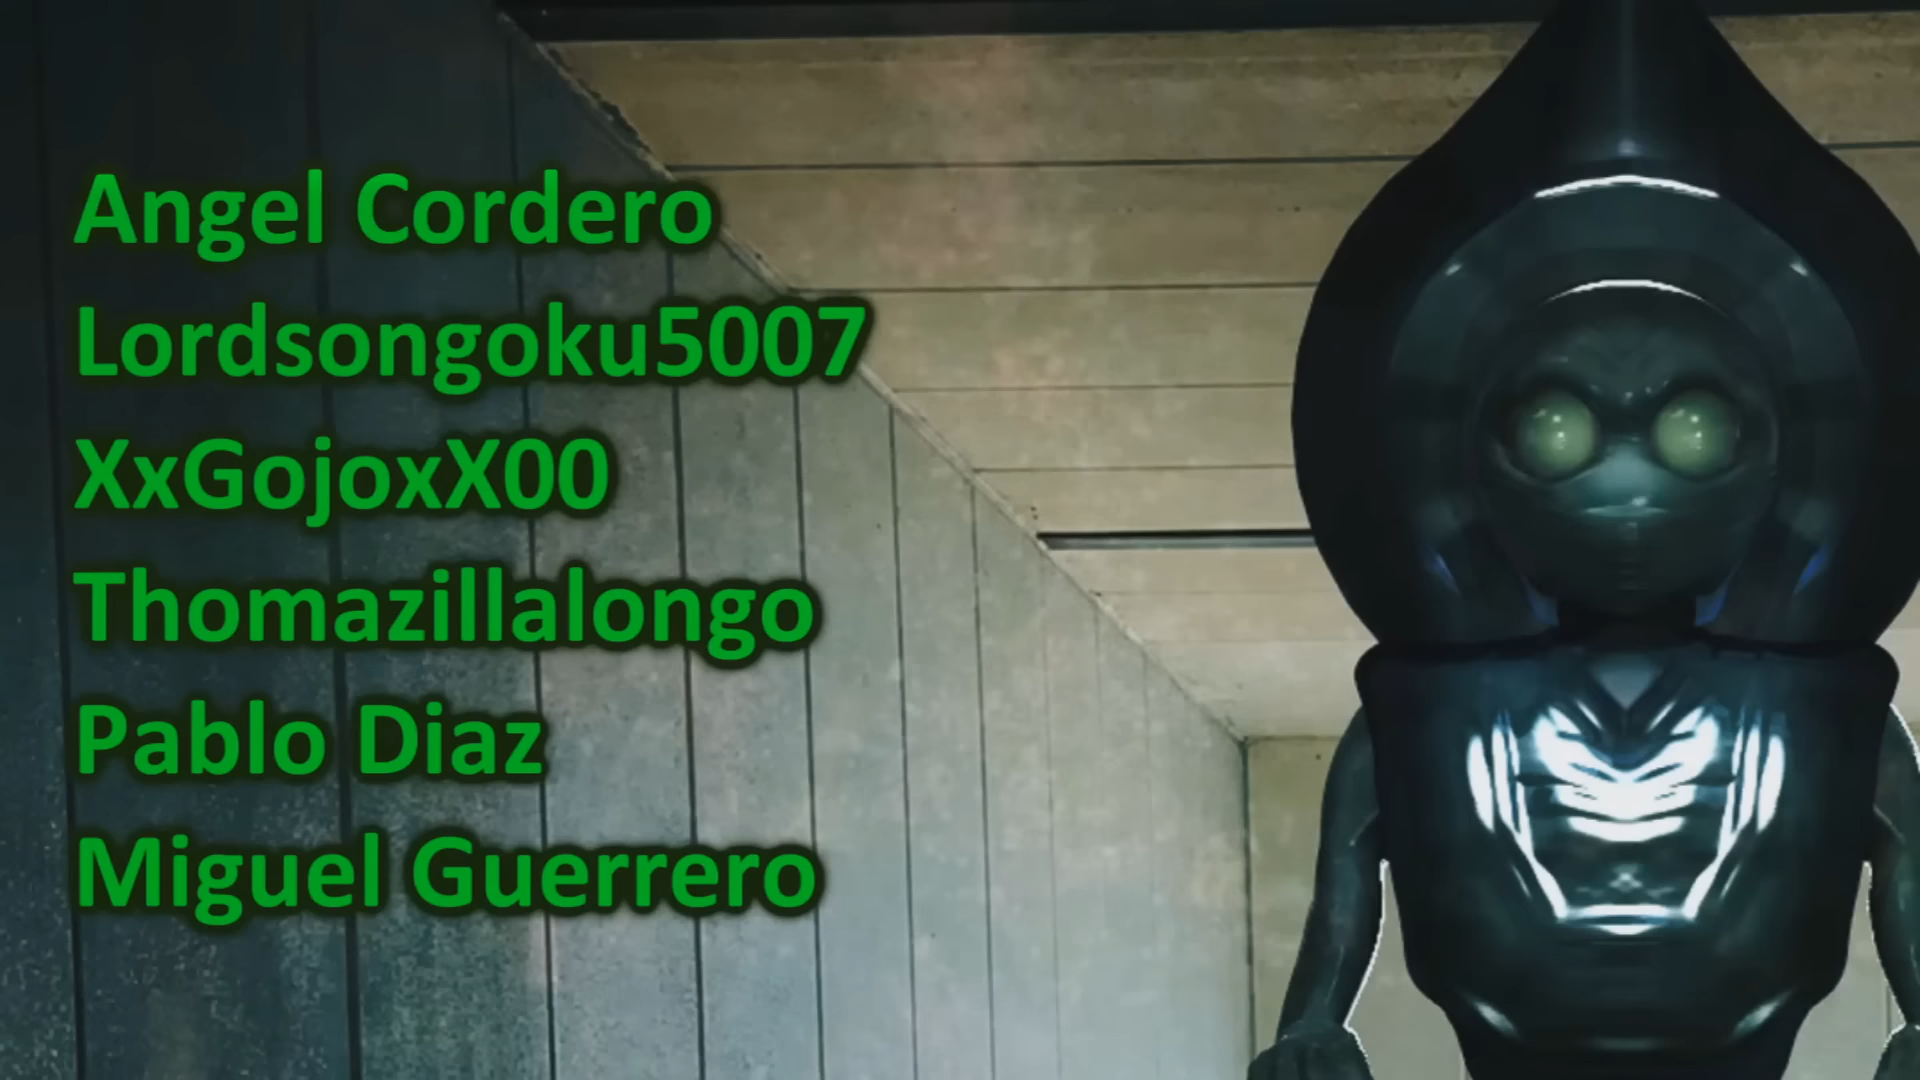 Angel Cordero
Lordsongoku5007
XxGojoxX00
Thomazillalongo
Pablo Diaz
Miguel Guerrero